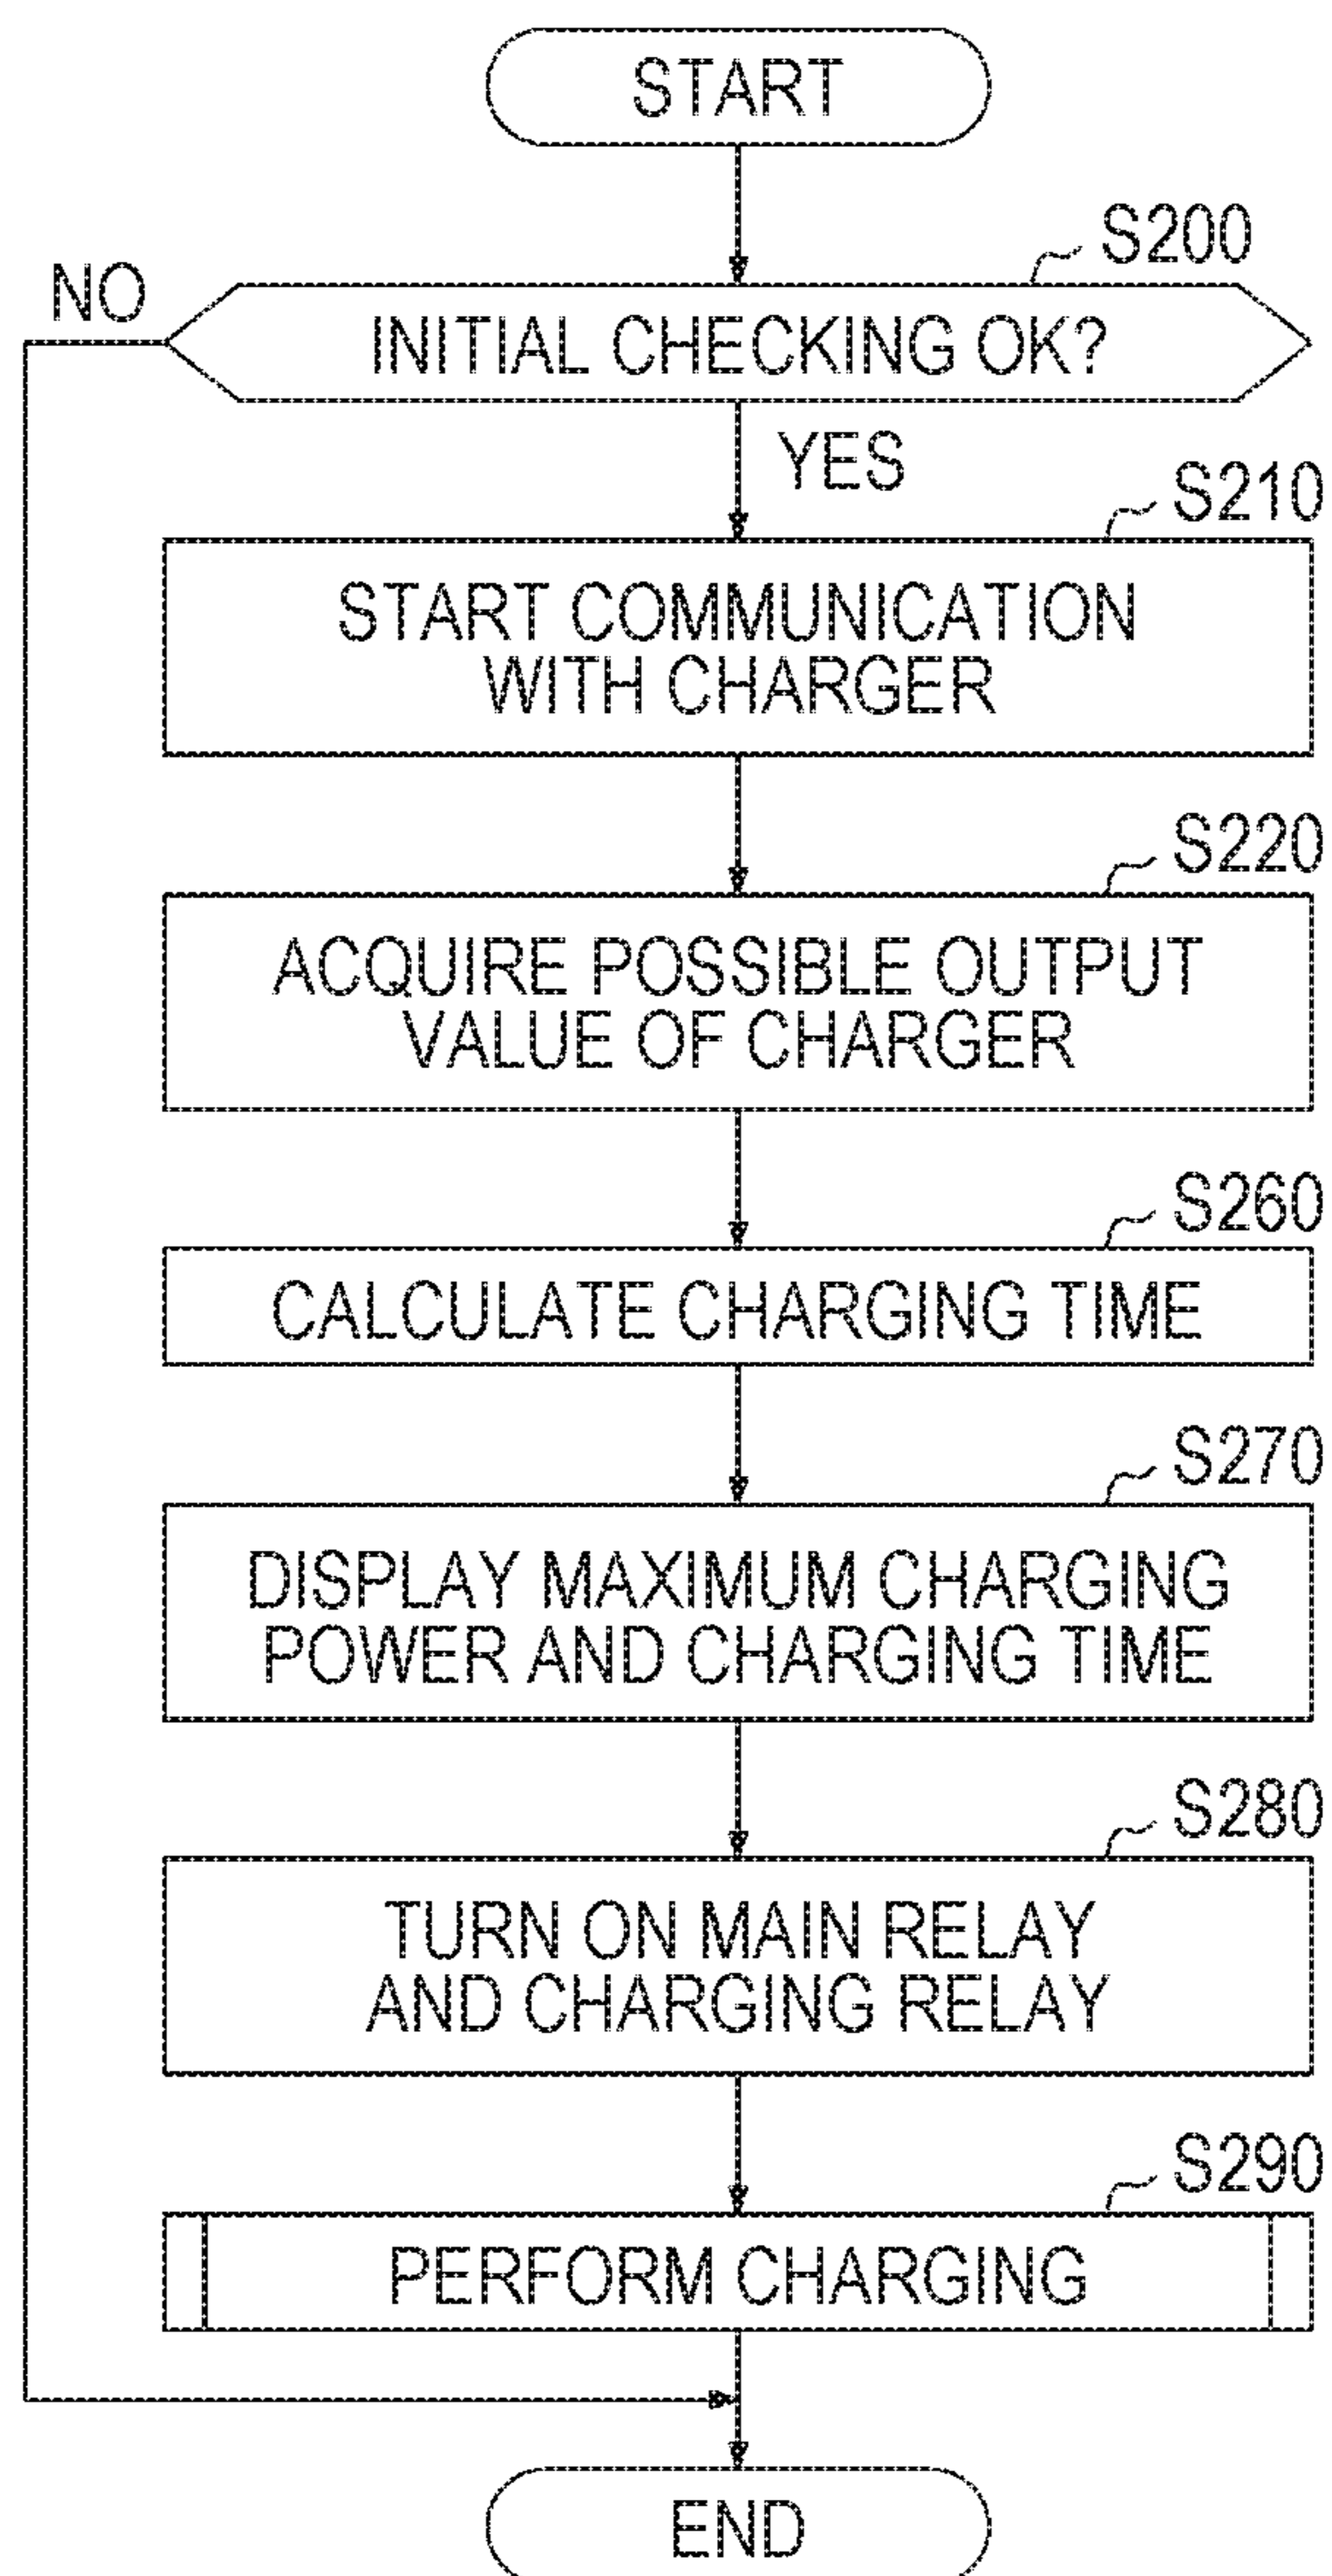 START
S200
NO
INITIAL CHECKING OK?
YES
S210
START COMMUNICATION
WITH CHARGER
S220
ACQUIRE POSSIBLE OUTPUT
VALUE OF CHARGER
S260
CALCULATE CHARGING TIME
S270
DISPLAY MAXIMUM CHARGING
POWER AND CHARGING TIME
S280
TURN ON MAIN RELAY
AND CHARGING RELAY
S290
PERFORM CHARGING
END